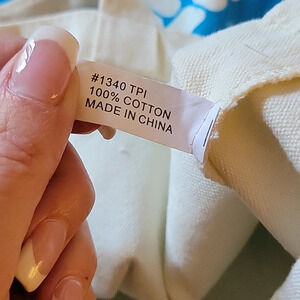 #1340 TPI
100% COTTON
MADE IN CHINA